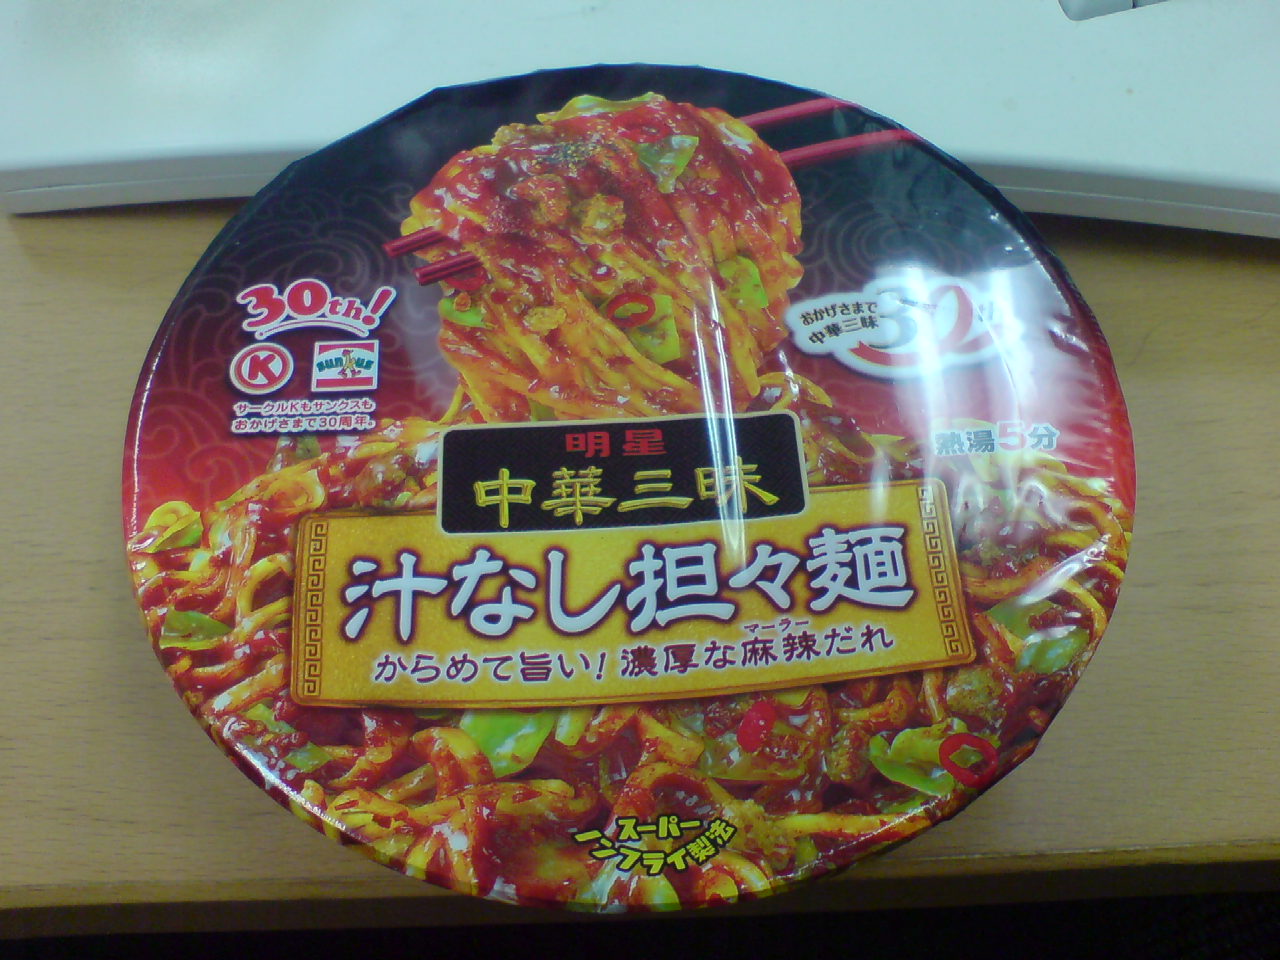 30th!
K
sunkus
サークルKもサンクスも
おかげさまで30周年。
おかげさまで
中華三昧
30
熱湯5分
明星
中華三昧
汁なし担々麺
マーラー
からめて旨い!濃厚な麻辣だれ
スーパー
ノンフライ製法